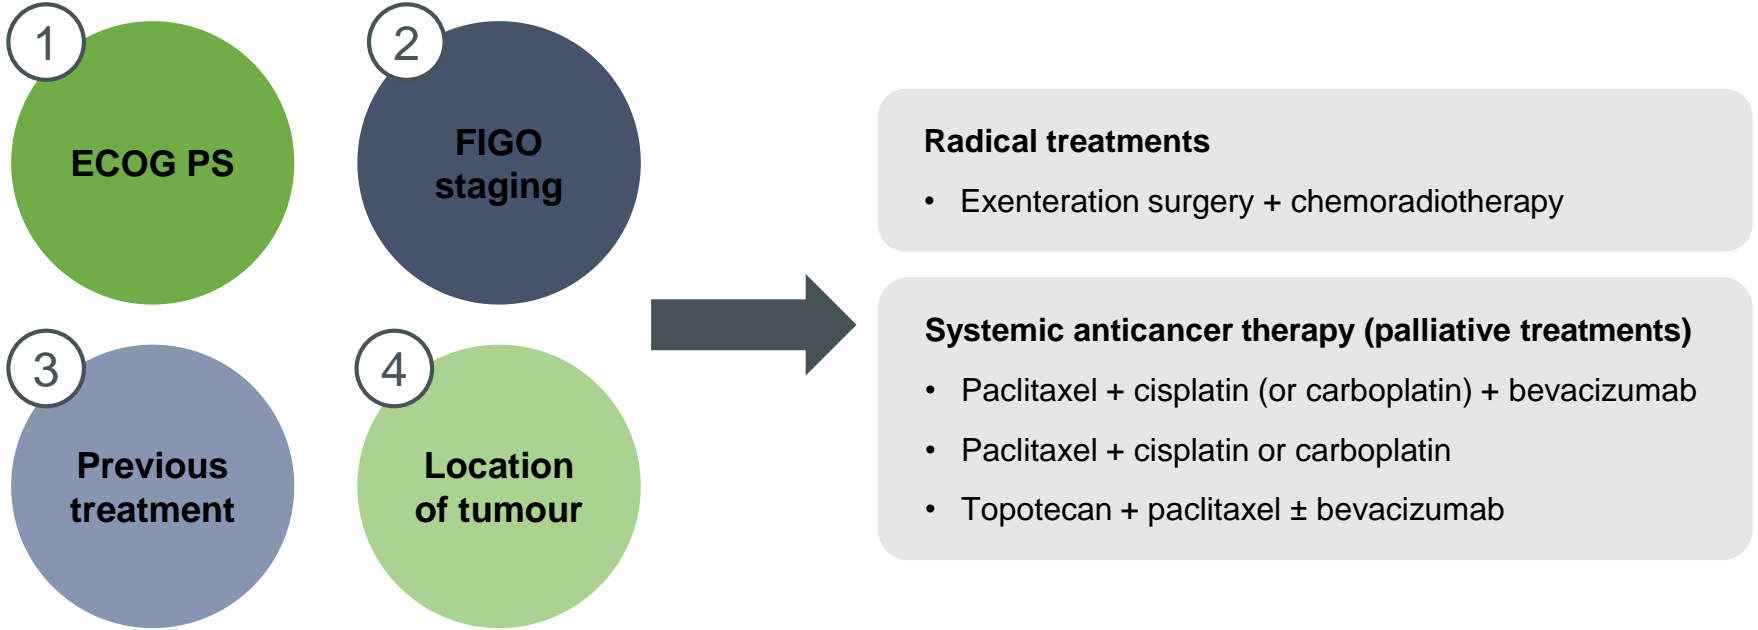 1
ECOG PS
2
FIGO
staging
3
Previous
treatment
4
Location
of tumour
Radical treatments
• Exenteration surgery + chemoradiotherapy
Systemic anticancer therapy (palliative treatments)
• Paclitaxel + cisplatin (or carboplatin) + bevacizumab
• Paclitaxel + cisplatin or carboplatin
• Topotecan + paclitaxel ± bevacizumab